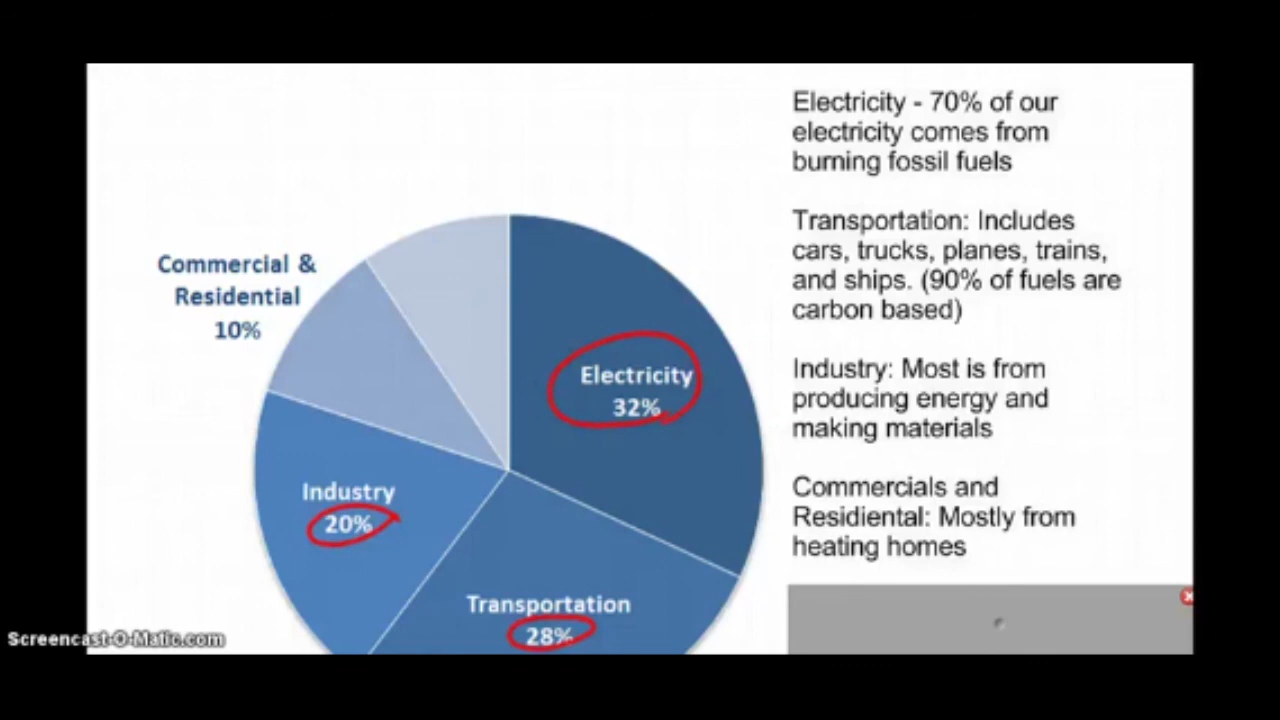 Electricity - 70% of our
electricity comes from
burning fossil fuels
Transportation: Includes
cars, trucks, planes, trains,
and ships. (90% of fuels are
carbon based)
Industry: Most is from
producing energy and
making materials
Commercials and
Residiental: Mostly from
heating homes
Commercial &
Residential
10%
Electricity
32%
Industry
20%
Transportation
28%
Screencast-O-Matic.com